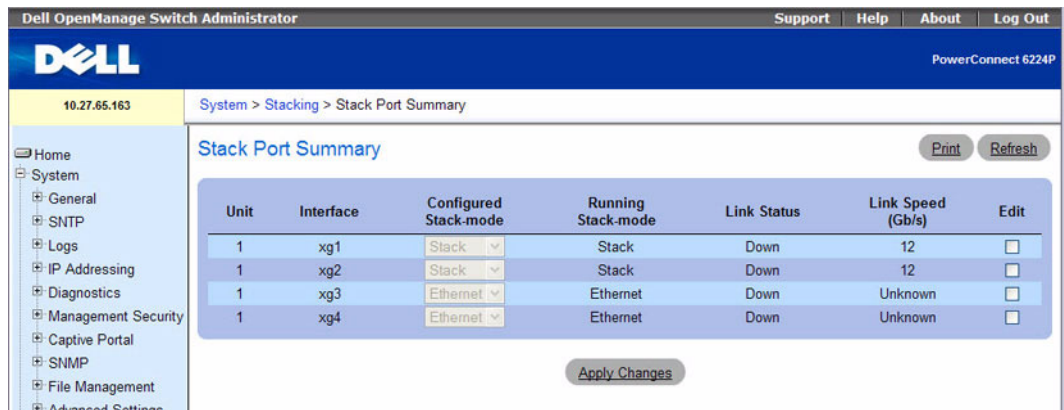 Dell OpenManage Switch Administrator
Support
Help
About
Log Out
DELL
PowerConnect 6224P
10.27.65.163
System > Stacking > Stack Port Summary
Home
System
General
SNTP
Logs
IP Addressing
Diagnostics
Management Security
Captive Portal
SNMP
File Management
Advanced Settings
Stack Port Summary
Print
Refresh
Unit Interface Configured Stack-mode Running Stack-mode Link Status Link Speed (Gb/s) Edit
1 xg1 Stack Stack Down 12
1 xg2 Stack Stack Down 12
1 xg3 Ethernet Ethernet Down Unknown
1 xg4 Ethernet Ethernet Down Unknown
Apply Changes